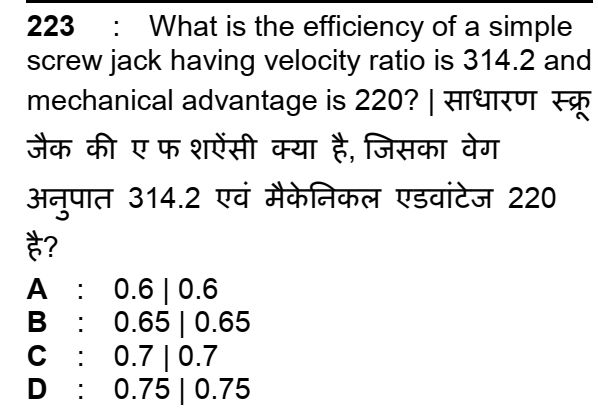 223 : What is the efficiency of a simple
screw jack having velocity ratio is 314.2 and
mechanical advantage is 220? | साधारण स्क्रू
जैक की ए फ शऐंसी क्या है, जिसका वेग
अनुपात 314.2 एवं मैकेनिकल एडवांटेज 220
है?
A : 0.6 | 0.6
B : 0.65 | 0.65
C : 0.7 | 0.7
D : 0.75 | 0.75